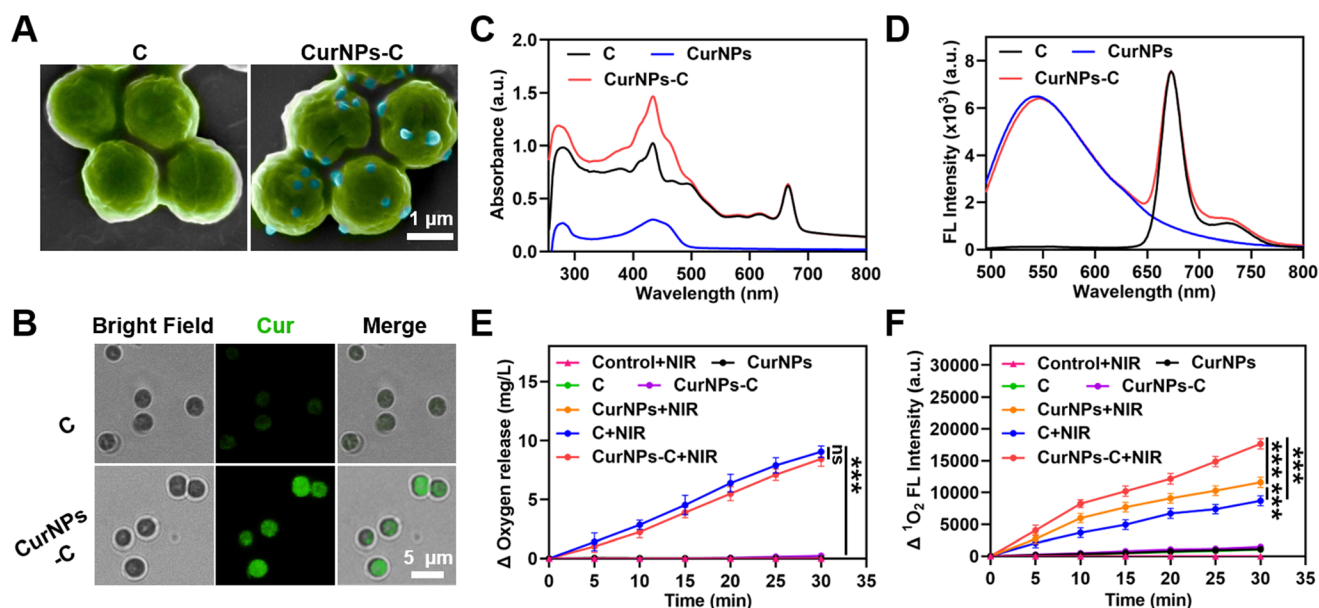 A
C
CurNPs-C
1 μm
B
Bright Field
Cur
Merge
C
CurNPs
-C
5 μm
C
C
CurNPs
CurNPs-C
Absorbance (a.u.)
2.0
1.5
1.0
0.5
0.0
300 400 500 600 700 800
Wavelength (nm)
D
C
CurNPs
CurNPs-C
FL Intensity (x10³) (a.u.)
8
6
4
2
0
500 550 600 650 700 750 800
Wavelength (nm)
E
Control+NIR
CurNPs
C
CurNPs-C
CurNPs+NIR
C+NIR
CurNPs-C+NIR
Δ Oxygen release (mg/L)
15
10
5
0
0 5 10 15 20 25 30 35
Time (min)
ns
***
F
Control+NIR
CurNPs
C
CurNPs-C
CurNPs+NIR
C+NIR
CurNPs-C+NIR
Δ ¹O₂ FL Intensity (a.u.)
30000
25000
20000
15000
10000
5000
0
0 5 10 15 20 25 30 35
Time (min)
***
***
***